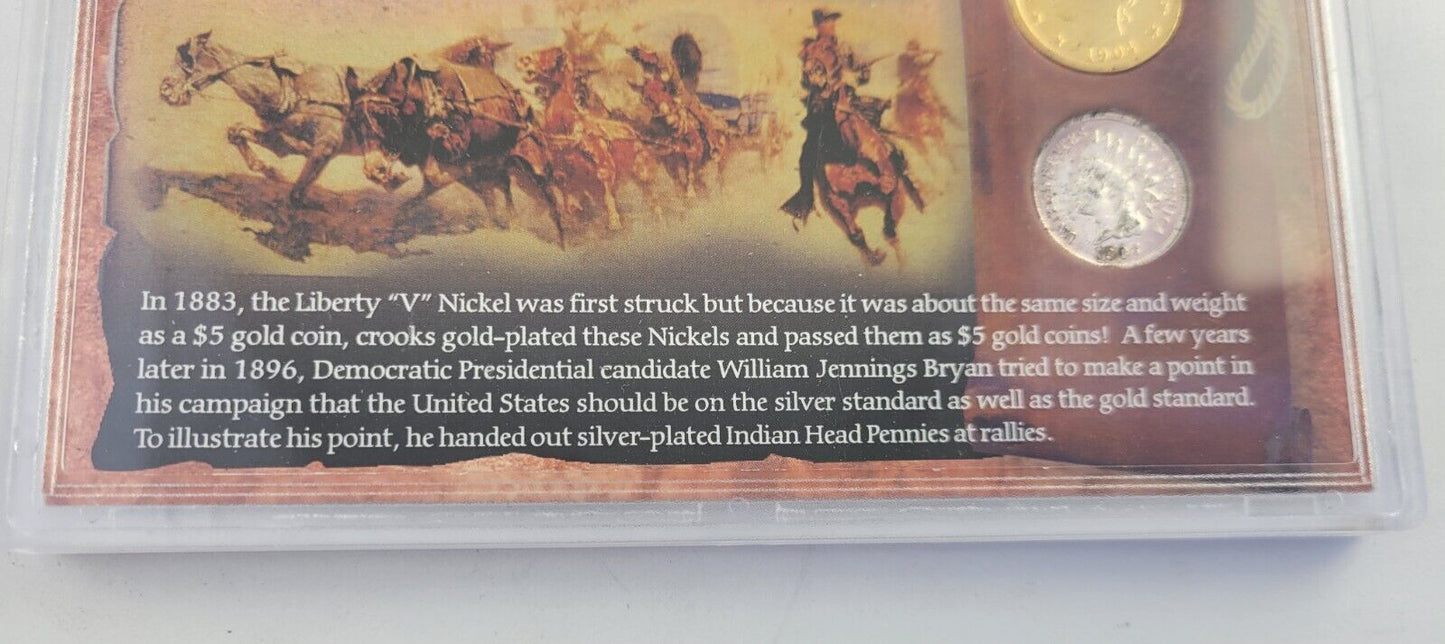 In 1883, the Liberty “V” Nickel was first struck but because it was about the same size and weight
as a $5 gold coin, crooks gold-plated these Nickels and passed them as $5 gold coins! A few years
later in 1896, Democratic Presidential candidate William Jennings Bryan tried to make a point in
his campaign that the United States should be on the silver standard as well as the gold standard.
To illustrate his point, he handed out silver-plated Indian Head Pennies at rallies.